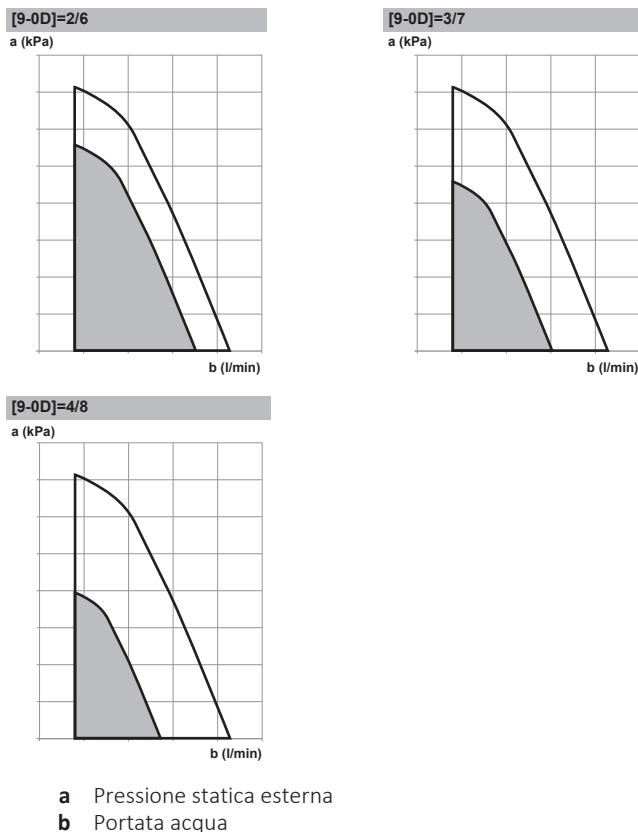 [9-0D]=2/6
a (kPa)
b (l/min)
[9-0D]=3/7
a (kPa)
b (l/min)
[9-0D]=4/8
a (kPa)
b (l/min)
a Pressione statica esterna
b Portata acqua